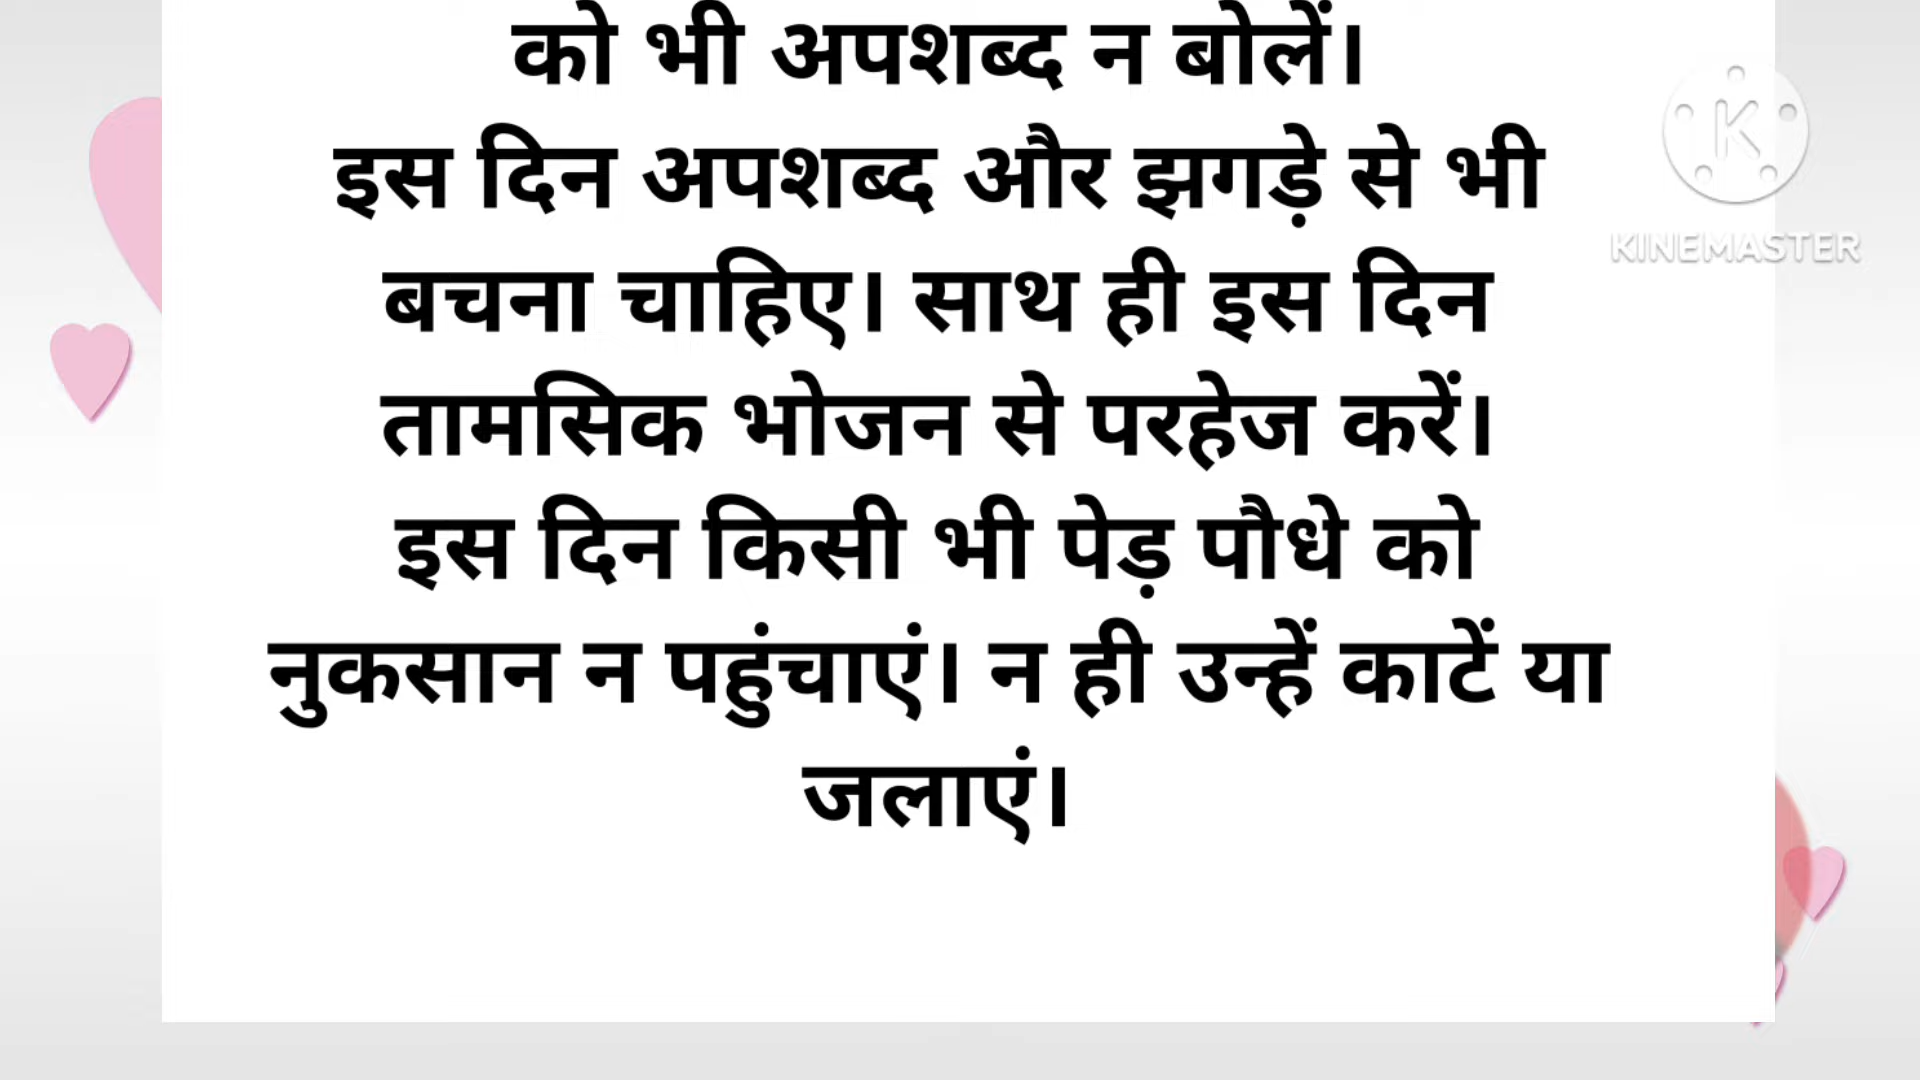 को भी अपशब्द न बोलें।
इस दिन अपशब्द और झगड़े से भी
बचना चाहिए। साथ ही इस दिन
तामसिक भोजन से परहेज करें।
इस दिन किसी भी पेड़ पौधे को
नुकसान न पहुंचाएं। न ही उन्हें काटें या
जलाएं।
K
KINEMASTER